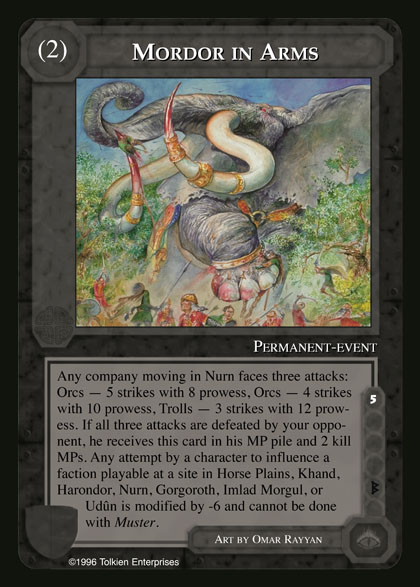 (2)
MORDOR IN ARMS
PERMANENT-EVENT
Any company moving in Nurn faces three attacks:
Orcs — 5 strikes with 8 prowess, Orcs — 4 strikes
with 10 prowess, Trolls — 3 strikes with 12 prow-
ess. If all three attacks are defeated by your oppo-
nent, he receives this card in his MP pile and 2 kill
MPs. Any attempt by a character to influence a
faction playable at a site in Horse Plains, Khand,
Harondor, Nurn, Gorgoroth, Imlad Morgul, or
Udûn is modified by -6 and cannot be done
with Muster.
5
ART BY OMAR RAYYAN
©1996 Tolkien Enterprises